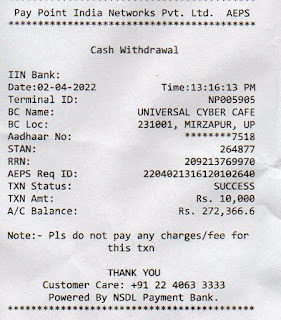 Pay Point India Networks Pvt. Ltd. AEPS
*****************************************
Cash Withdrawal
IIN Bank:
Date:02-04-2022 Time:13:16:13 PM
Terminal ID: NP005905
BC Name: UNIVERSAL CYBER CAFE
BC Loc: 231001, MIRZAPUR, UP
Aadhaar No: ********7518
STAN: 264877
RRN: 209213769970
AEPS Req ID: 2204021316120102640
TXN Status: SUCCESS
TXN Amt: Rs. 10,000
A/C Balance: Rs. 272,366.6
Note:- Pls do not pay any charges/fee for
this txn
THANK YOU
Customer Care: +91 22 4063 3333
Powered By NSDL Payment Bank.
*****************************************